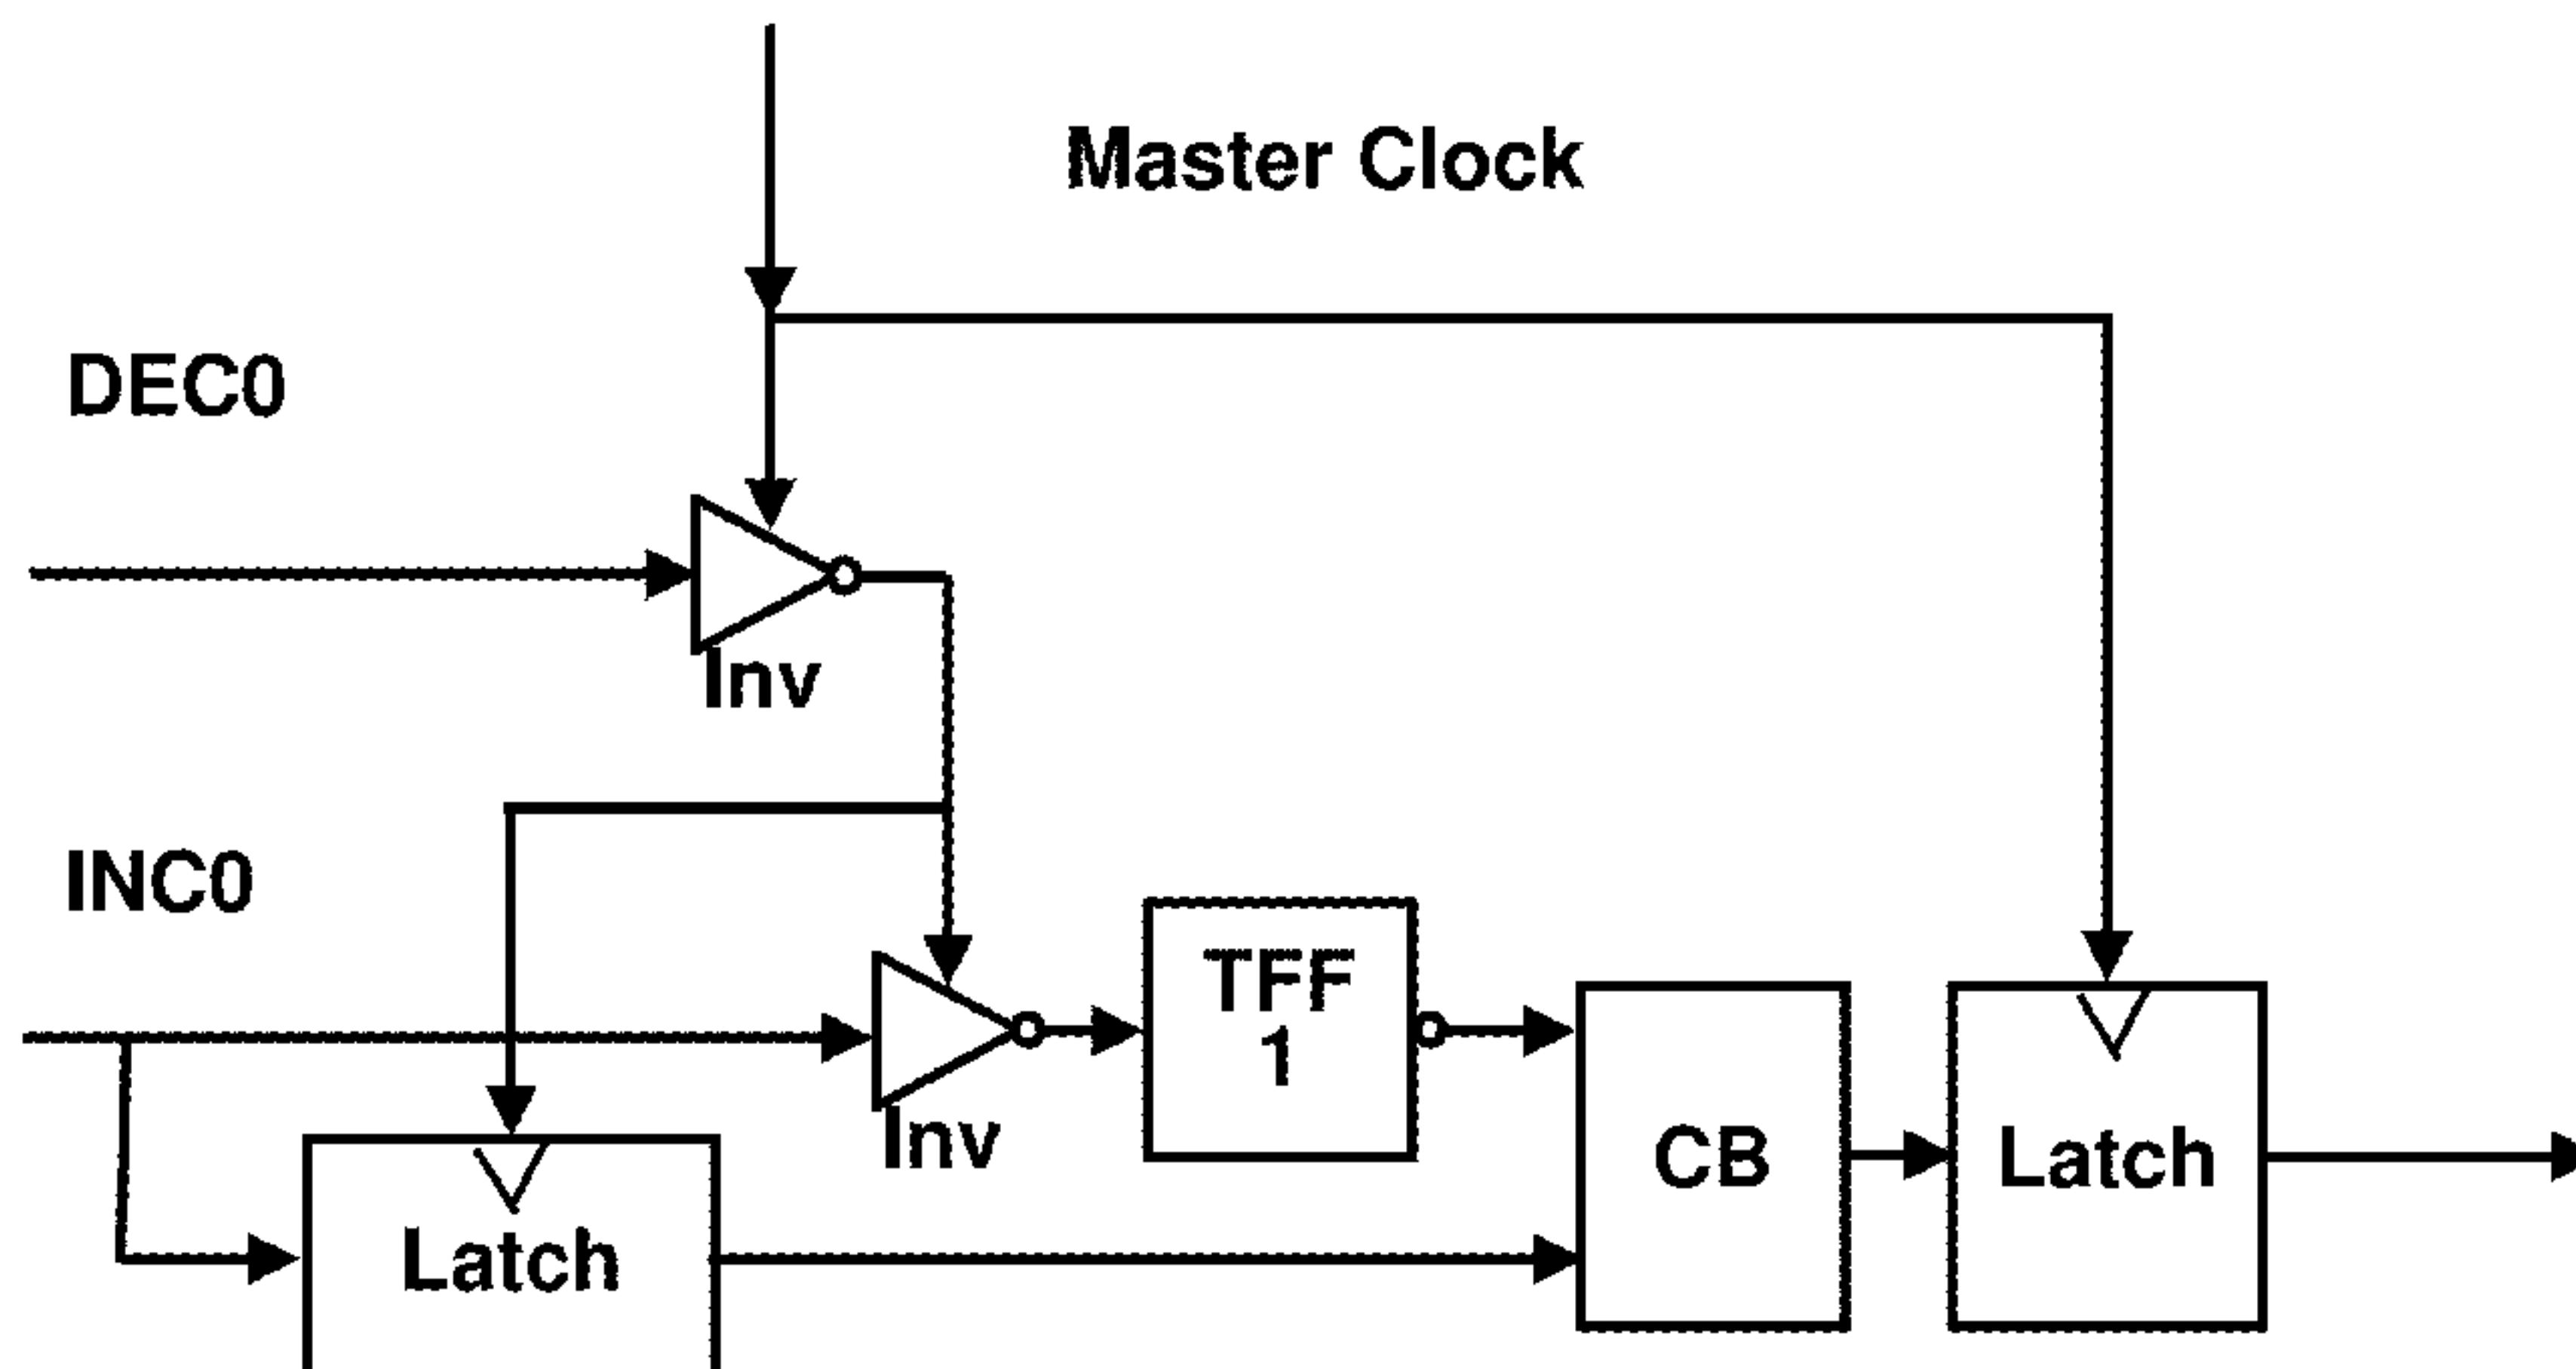 Master Clock
DEC0
Inv
INC0
TFF
1
Inv
CB
Latch
Latch